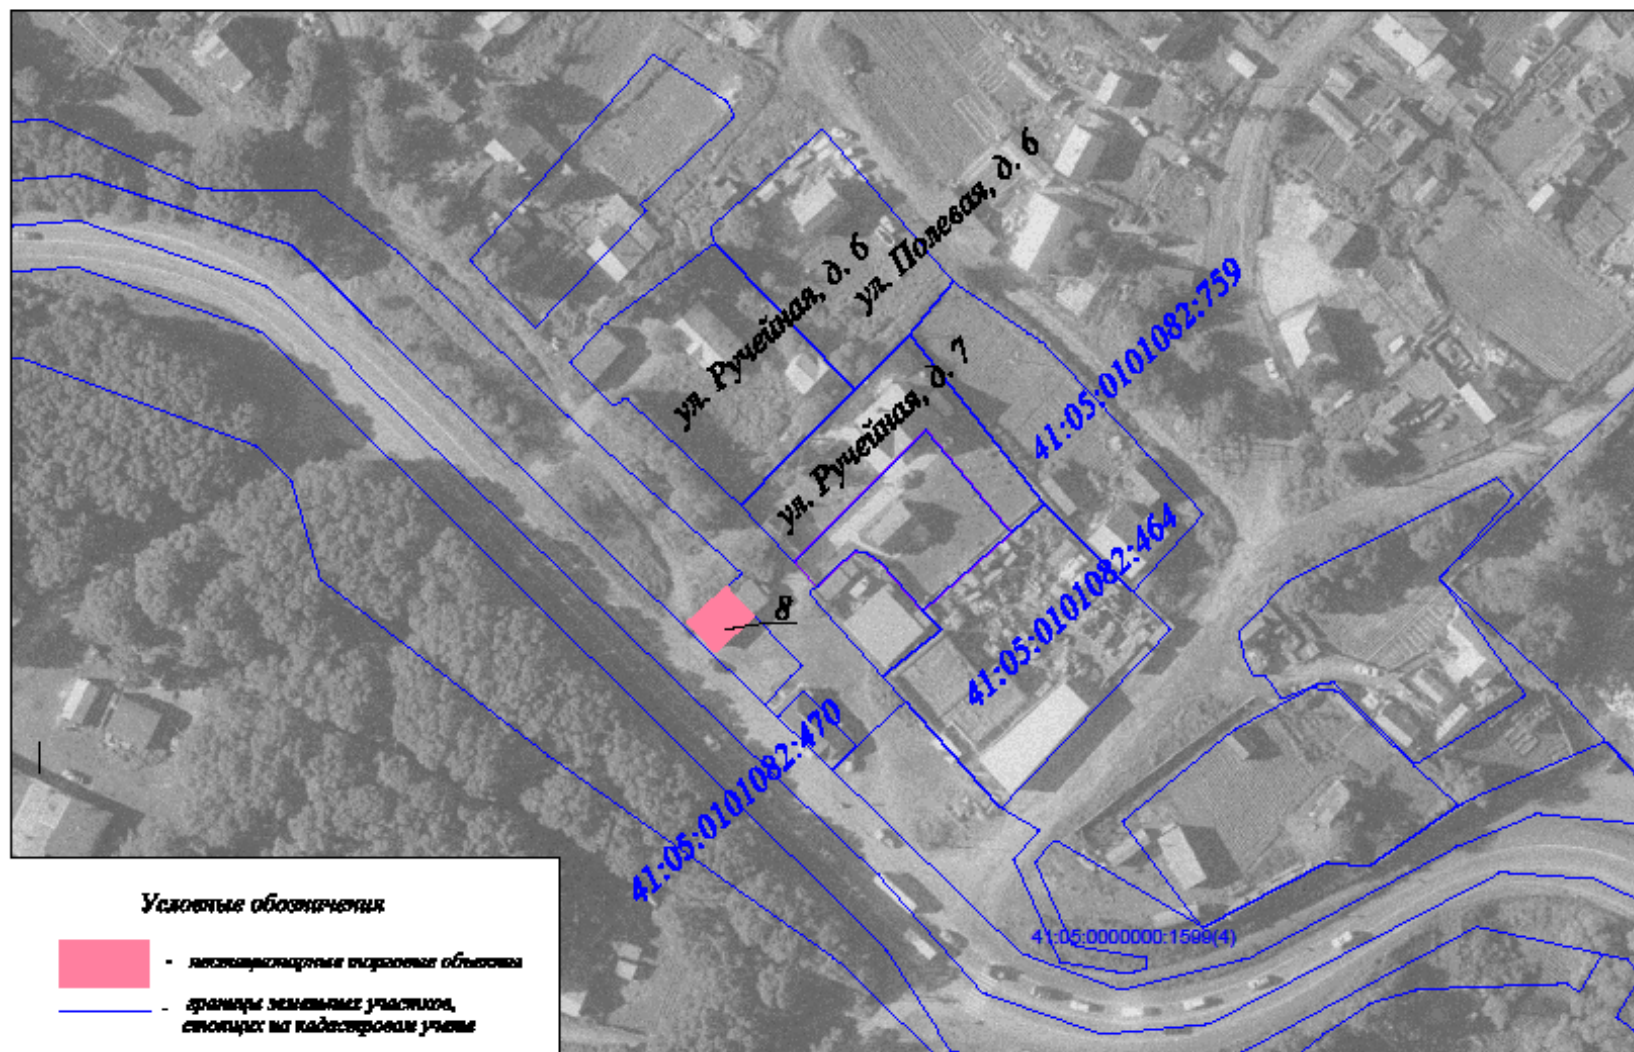 ул. Полевая, д. 6
ул. Ручейная, д. 6
ул. Ручейная, д. 7
41:05:0101082:759
41:05:0101082:464
8
41:05:0101082:470
41:05:0000000:1599(4)
Условные обозначения
- нестационарные торговые объекты
- границы земельных участков,
стоящих на кадастровом учете